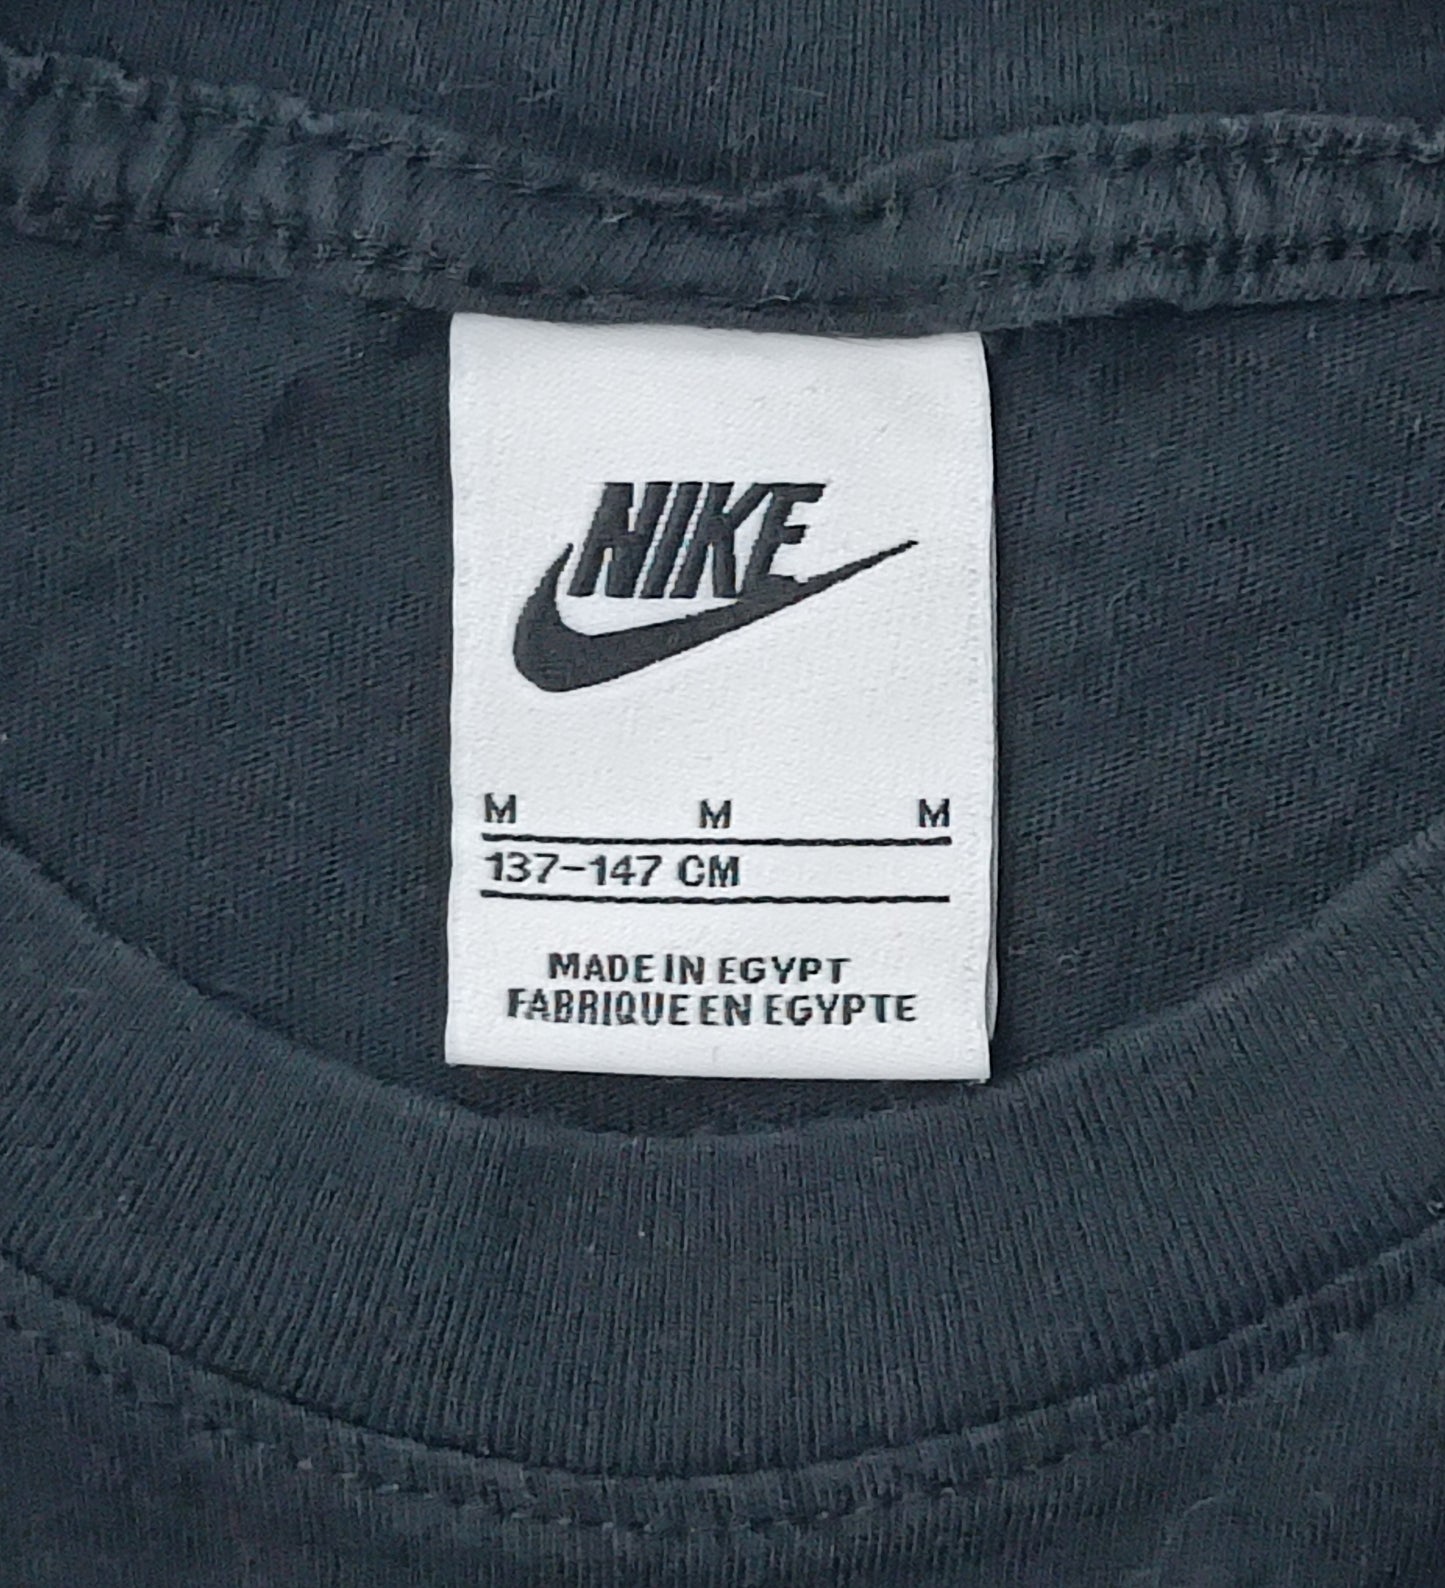 NIKE
M M M
137-147 CM
MADE IN EGYPT
FABRIQUE EN EGYPTE